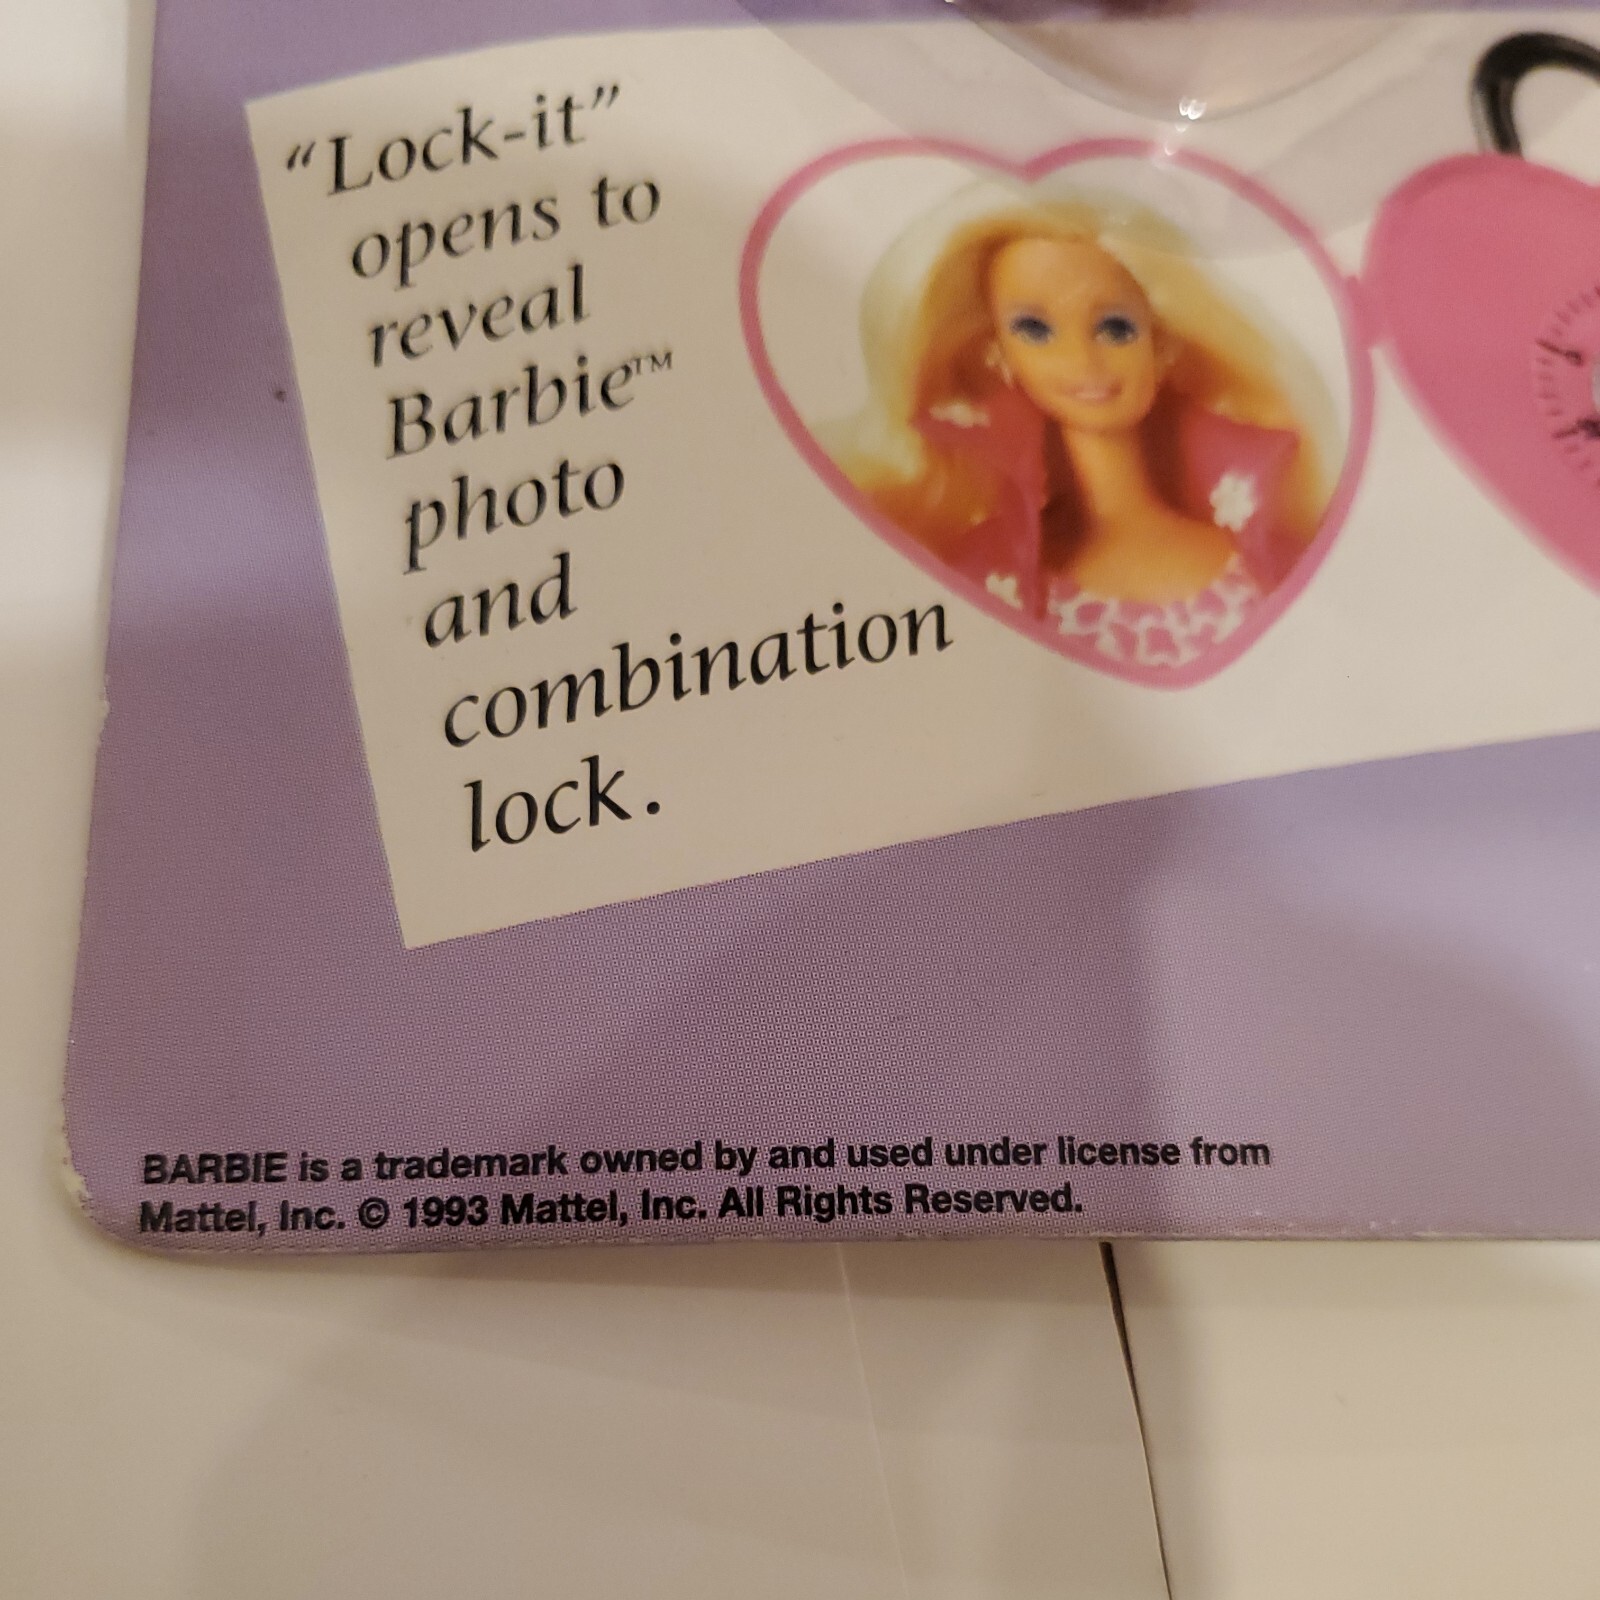 “Lock-it”
opens to
reveal
Barbie™
photo
and
combination
lock.
BARBIE is a trademark owned by and used under license from
Mattel, Inc. © 1993 Mattel, Inc. All Rights Reserved.